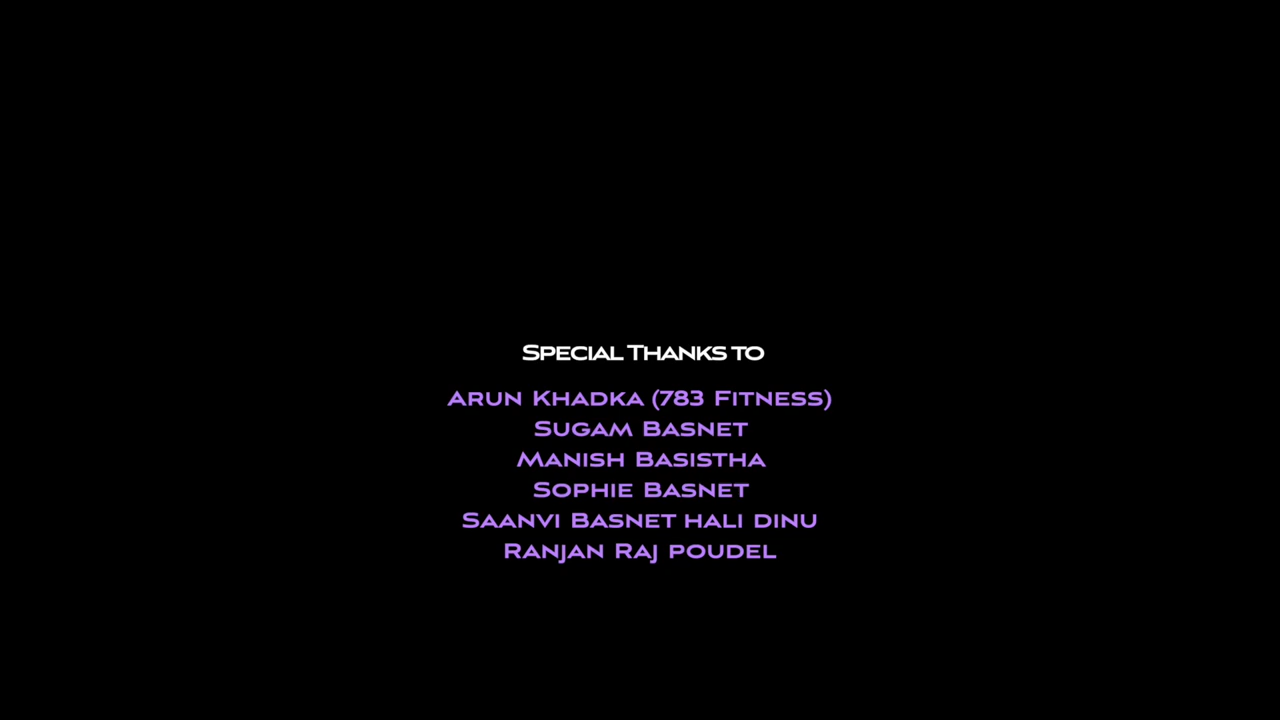 Special Thanks to
Arun Khadka (783 Fitness)
Sugam Basnet
Manish Basistha
Sophie Basnet
Saanvi Basnet hali dinu
Ranjan Raj poudel